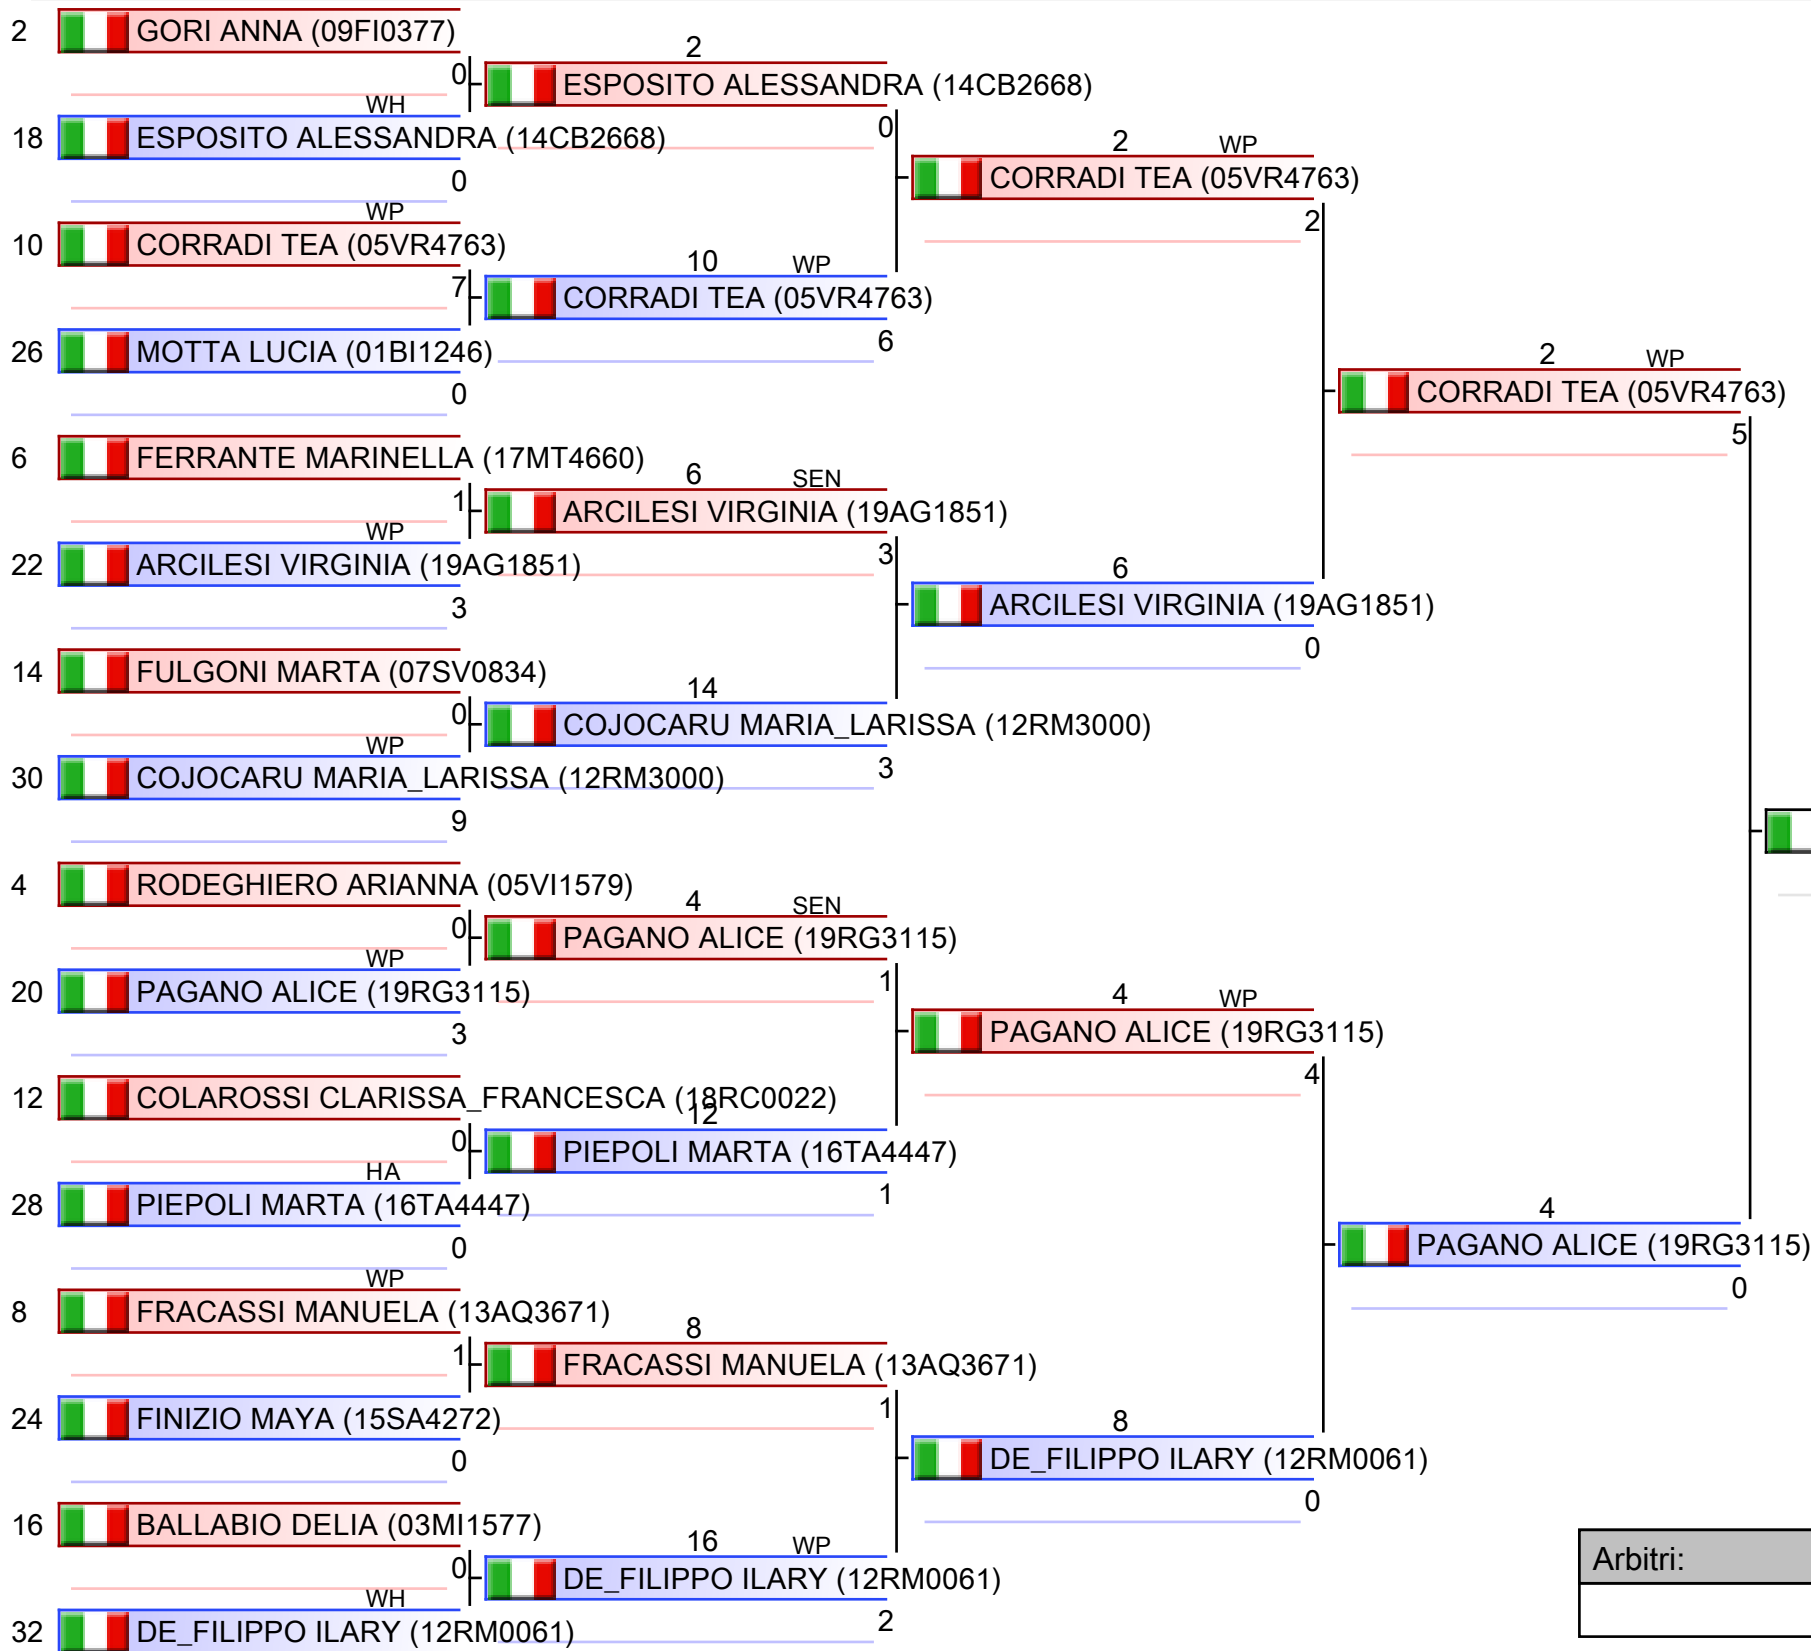 2 GORI ANNA (09FI0377)
0
WH
18 ESPOSITO ALESSANDRA (14CB2668)
0
WP
10 CORRADI TEA (05VR4763)
7
26 MOTTA LUCIA (01BI1246)
0
6 FERRANTE MARINELLA (17MT4660)
1
WP
22 ARCILESI VIRGINIA (19AG1851)
3
14 FULGONI MARTA (07SV0834)
0
WP
30 COJOCARU MARIA_LARISSA (12RM3000)
9
4 RODEGHIERO ARIANNA (05VI1579)
0
WP
20 PAGANO ALICE (19RG3115)
3
12 COLAROSSI CLARISSA_FRANCESCA (18RC0022)
0
HA
28 PIEPOLI MARTA (16TA4447)
0
WP
8 FRACASSI MANUELA (13AQ3671)
1
24 FINIZIO MAYA (15SA4272)
0
16 BALLABIO DELIA (03MI1577)
0
WH
32 DE_FILIPPO ILARY (12RM0061)
2
ESPOSITO ALESSANDRA (14CB2668)
0
10 WP
CORRADI TEA (05VR4763)
6
6 SEN
ARCILESI VIRGINIA (19AG1851)
3
14
COJOCARU MARIA_LARISSA (12RM3000)
3
4 SEN
PAGANO ALICE (19RG3115)
1
12
PIEPOLI MARTA (16TA4447)
1
8
FRACASSI MANUELA (13AQ3671)
1
16 WP
DE_FILIPPO ILARY (12RM0061)
2
2 WP
CORRADI TEA (05VR4763)
2
6
ARCILESI VIRGINIA (19AG1851)
0
4 WP
PAGANO ALICE (19RG3115)
4
8
DE_FILIPPO ILARY (12RM0061)
0
2 WP
CORRADI TEA (05VR4763)
5
4
PAGANO ALICE (19RG3115)
0
Arbitri: